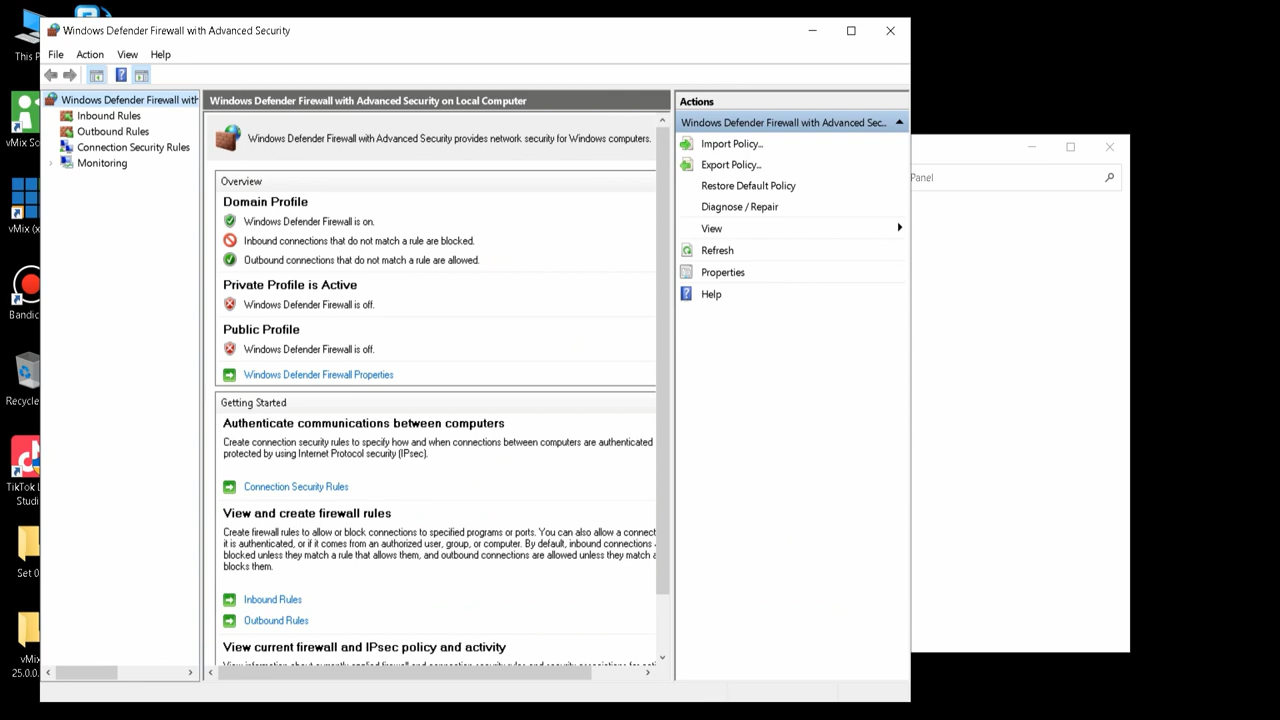 Windows Defender Firewall with Advanced Security
File Action View Help
This P
vMix So
vMix (x
Bandic
Recycle
TikTok L
Studi
Set 0
vMix
25.0.0.
Windows Defender Firewall with
Inbound Rules
Outbound Rules
Connection Security Rules
Monitoring
Windows Defender Firewall with Advanced Security on Local Computer
Windows Defender Firewall with Advanced Security provides network security for Windows computers.
Overview
Domain Profile
Windows Defender Firewall is on.
Inbound connections that do not match a rule are blocked.
Outbound connections that do not match a rule are allowed.
Private Profile is Active
Windows Defender Firewall is off.
Public Profile
Windows Defender Firewall is off.
Windows Defender Firewall Properties
Getting Started
Authenticate communications between computers
Create connection security rules to specify how and when connections between computers are authenticated
protected by using Internet Protocol security (IPsec).
Connection Security Rules
View and create firewall rules
Create firewall rules to allow or block connections to specified programs or ports. You can also allow a connect
it is authenticated, or if it comes from an authorized user, group, or computer. By default, inbound connections
blocked unless they match a rule that allows them, and outbound connections are allowed unless they match a
blocks them.
Inbound Rules
Outbound Rules
View current firewall and IPsec policy and activity
Actions
Windows Defender Firewall with Advanced Sec...
Import Policy...
Export Policy...
Restore Default Policy
Diagnose / Repair
View
Refresh
Properties
Help
Panel